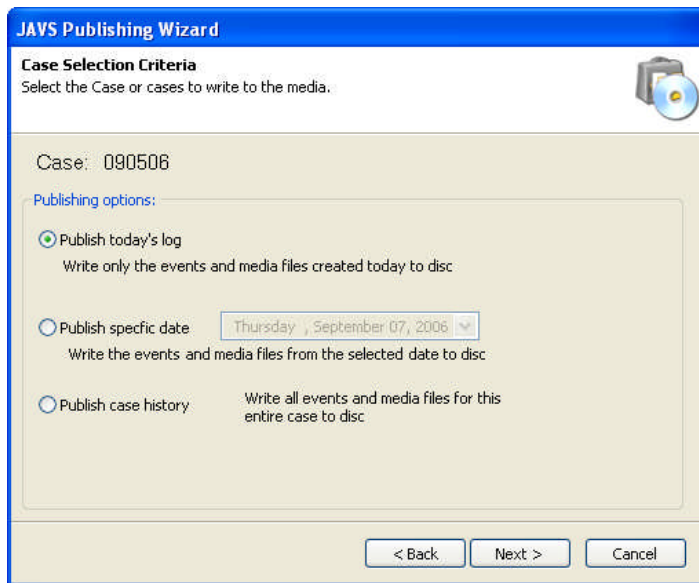 JAVS Publishing Wizard
Case Selection Criteria
Select the Case or cases to write to the media.
Case: 090506
Publishing options:
Publish today's log
Write only the events and media files created today to disc
Publish specfic date
Thursday , September 07, 2006
Write the events and media files from the selected date to disc
Publish case history
Write all events and media files for this
entire case to disc
< Back
Next >
Cancel